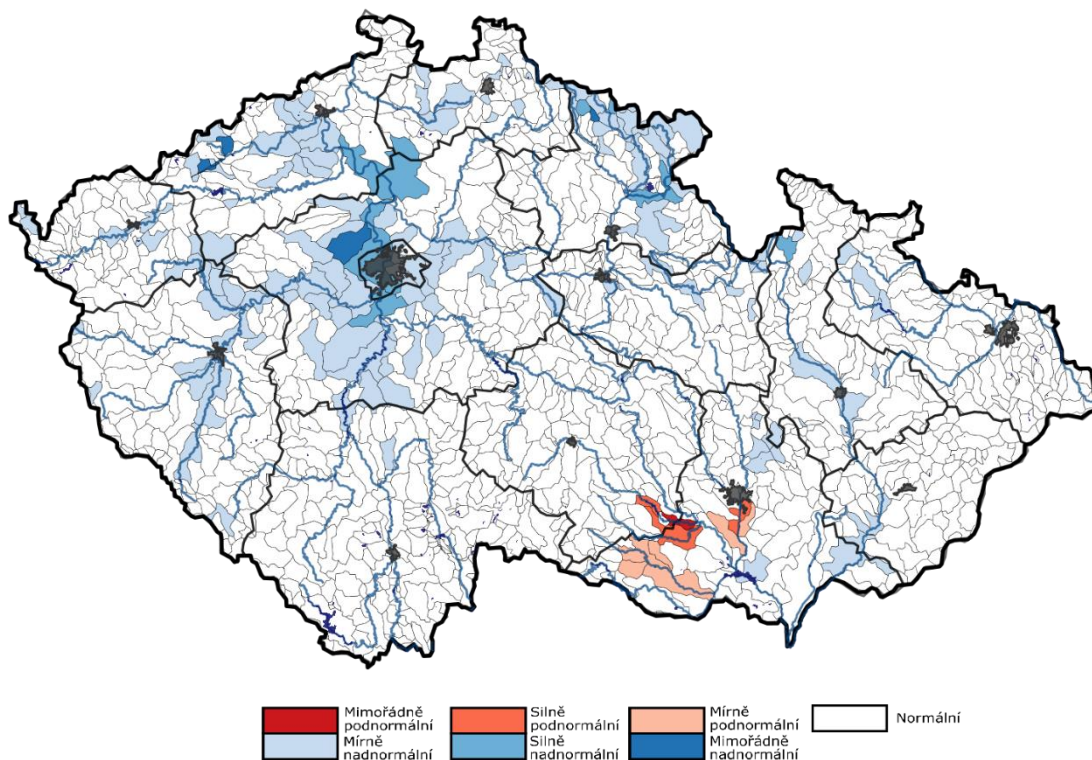 Mimořádně
podnormální
Silně
podnormální
Mírně
podnormální
Normální
Mírně
nadnormální
Silně
nadnormální
Mimořádně
nadnormální